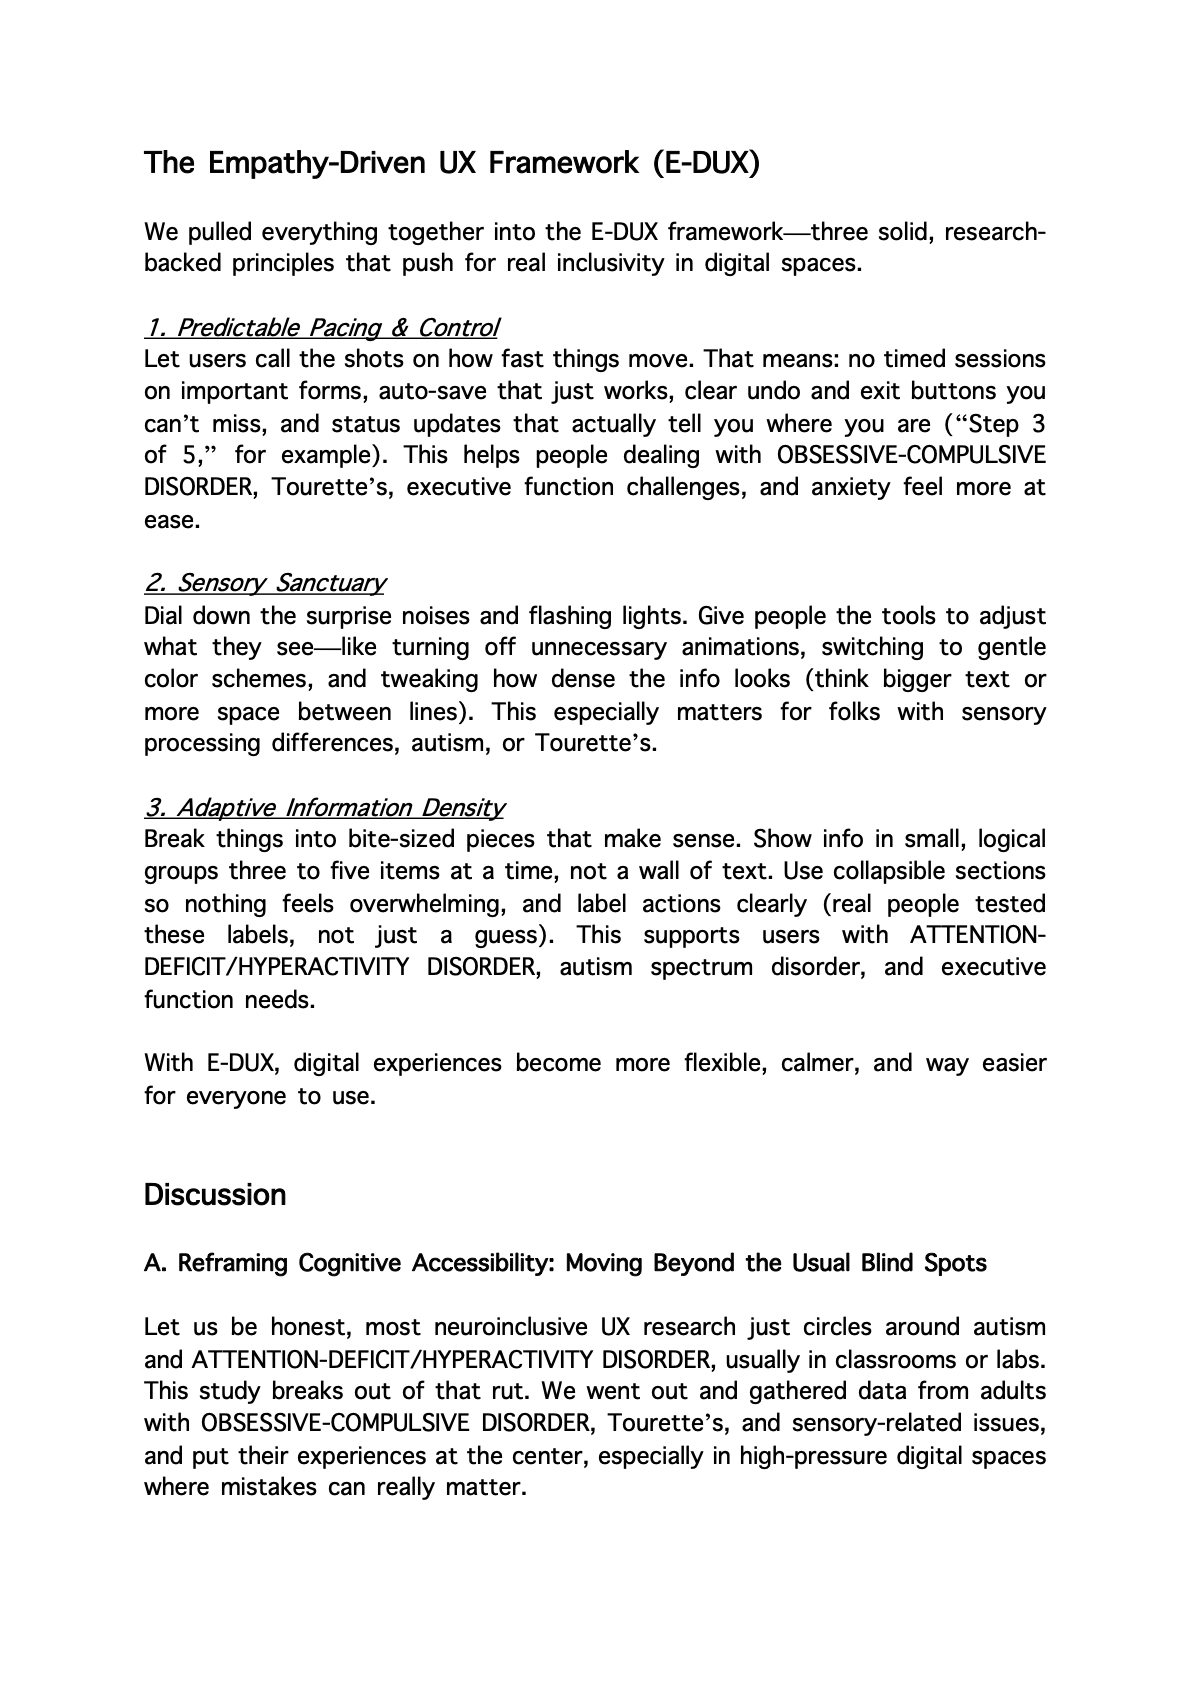 The Empathy-Driven UX Framework (E-DUX)
We pulled everything together into the E-DUX framework—three solid, research-
backed principles that push for real inclusivity in digital spaces.
1. Predictable Pacing & Control
Let users call the shots on how fast things move. That means: no timed sessions
on important forms, auto-save that just works, clear undo and exit buttons you
can’t miss, and status updates that actually tell you where you are (“Step 3
of 5,” for example). This helps people dealing with OBSESSIVE-COMPULSIVE
DISORDER, Tourette’s, executive function challenges, and anxiety feel more at
ease.
2. Sensory Sanctuary
Dial down the surprise noises and flashing lights. Give people the tools to adjust
what they see—like turning off unnecessary animations, switching to gentle
color schemes, and tweaking how dense the info looks (think bigger text or
more space between lines). This especially matters for folks with sensory
processing differences, autism, or Tourette’s.
3. Adaptive Information Density
Break things into bite-sized pieces that make sense. Show info in small, logical
groups three to five items at a time, not a wall of text. Use collapsible sections
so nothing feels overwhelming, and label actions clearly (real people tested
these labels, not just a guess). This supports users with ATTENTION-
DEFICIT/HYPERACTIVITY DISORDER, autism spectrum disorder, and executive
function needs.
With E-DUX, digital experiences become more flexible, calmer, and way easier
for everyone to use.
Discussion
A. Reframing Cognitive Accessibility: Moving Beyond the Usual Blind Spots
Let us be honest, most neuroinclusive UX research just circles around autism
and ATTENTION-DEFICIT/HYPERACTIVITY DISORDER, usually in classrooms or labs.
This study breaks out of that rut. We went out and gathered data from adults
with OBSESSIVE-COMPULSIVE DISORDER, Tourette’s, and sensory-related issues,
and put their experiences at the center, especially in high-pressure digital spaces
where mistakes can really matter.